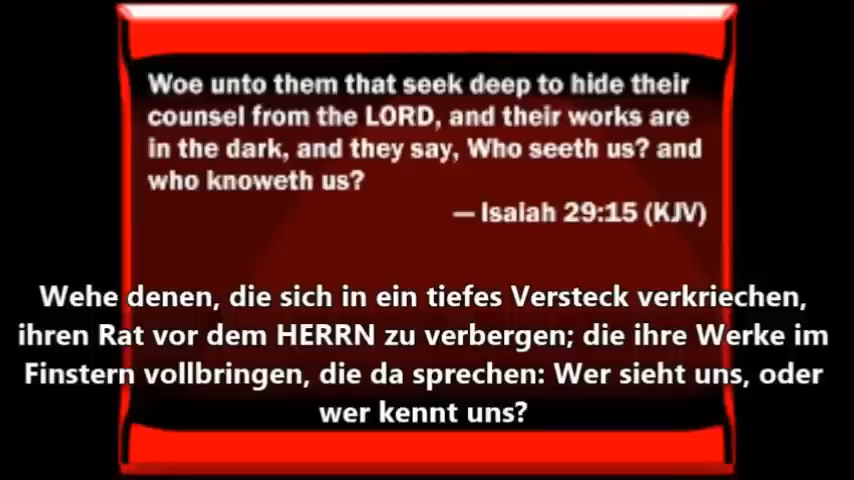 Woe unto them that seek deep to hide their
counsel from the LORD, and their works are
in the dark, and they say, Who seeth us? and
who knoweth us?
— Isaiah 29:15 (KJV)
Wehe denen, die sich in ein tiefes Versteck verkriechen,
ihren Rat vor dem HERRN zu verbergen; die ihre Werke im
Finstern vollbringen, die da sprechen: Wer sieht uns, oder
wer kennt uns?